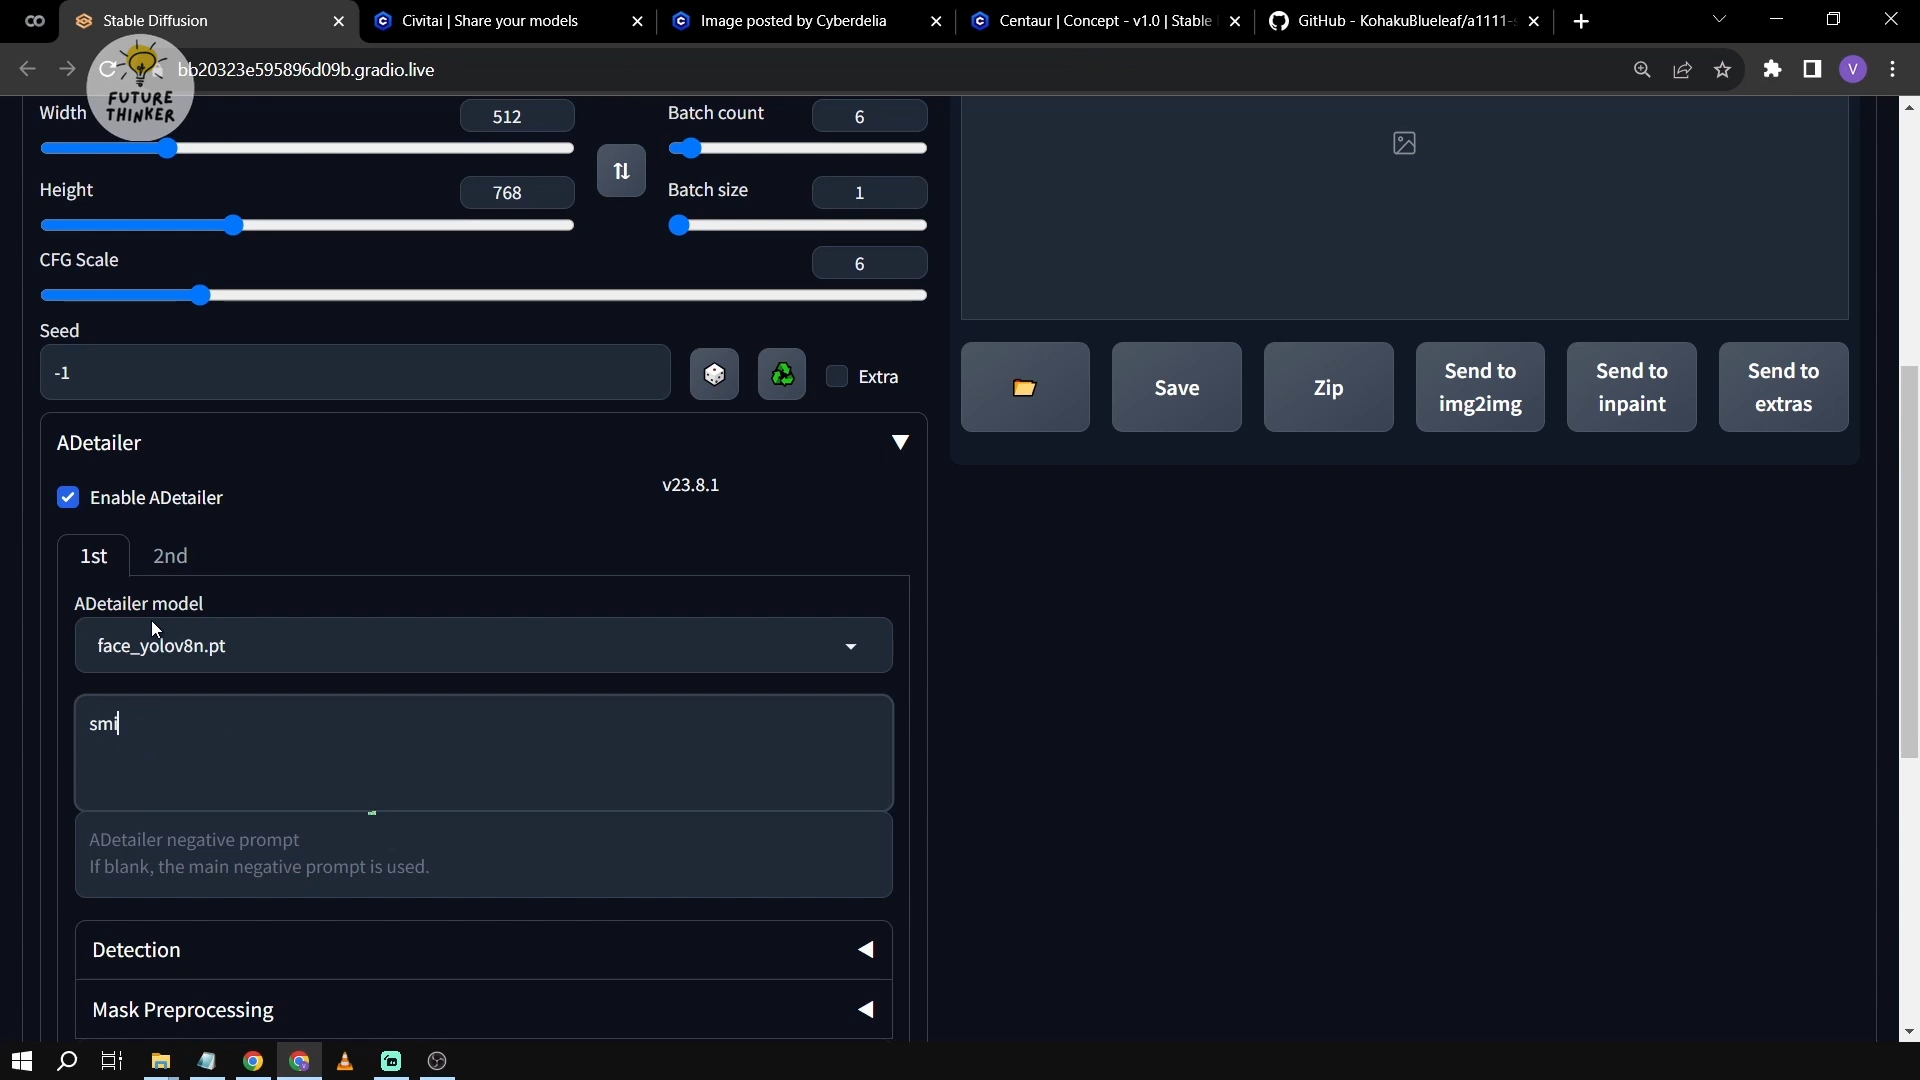 Stable Diffusion
Civitai | Share your models
Image posted by Cyberdelia
Centaur | Concept - v1.0 | Stable
GitHub - KohakuBlueleaf/a1111-s
bb20323e595896d09b.gradio.live
V
FUTURE
THINKER
Width
512
Batch count
6
Height
768
Batch size
1
CFG Scale
6
Seed
-1
Extra
Save
Zip
Send to
img2img
Send to
inpaint
Send to
extras
ADetailer
Enable ADetailer
v23.8.1
1st
2nd
ADetailer model
face_yolov8n.pt
smi
ADetailer negative prompt
If blank, the main negative prompt is used.
Detection
Mask Preprocessing